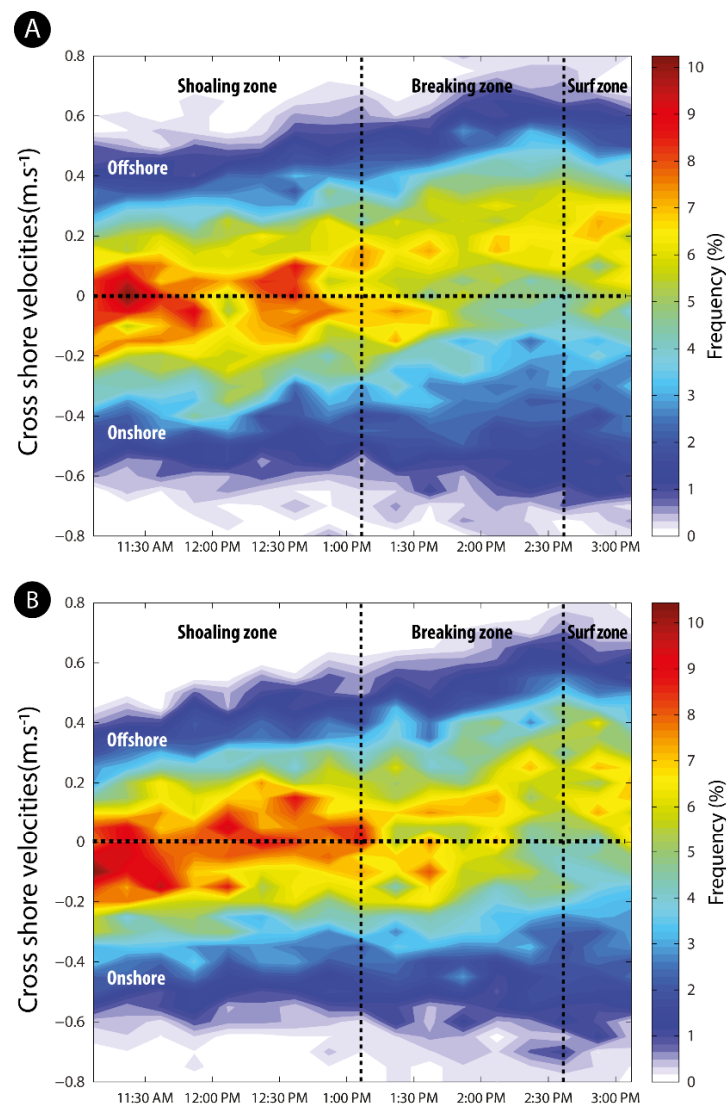 A
Cross shore velocities(m.s⁻¹)
0.8
0.6
0.4
0.2
0
−0.2
−0.4
−0.6
−0.8
Shoaling zone
Breaking zone
Surf zone
Offshore
Onshore
11:30 AM 12:00 PM 12:30 PM 1:00 PM 1:30 PM 2:00 PM 2:30 PM 3:00 PM
10
9
8
7
6
5
4
3
2
1
0
Frequency (%)
B
Cross shore velocities(m.s⁻¹)
0.8
0.6
0.4
0.2
0
−0.2
−0.4
−0.6
−0.8
Shoaling zone
Breaking zone
Surf zone
Offshore
Onshore
11:30 AM 12:00 PM 12:30 PM 1:00 PM 1:30 PM 2:00 PM 2:30 PM 3:00 PM
10
9
8
7
6
5
4
3
2
1
0
Frequency (%)